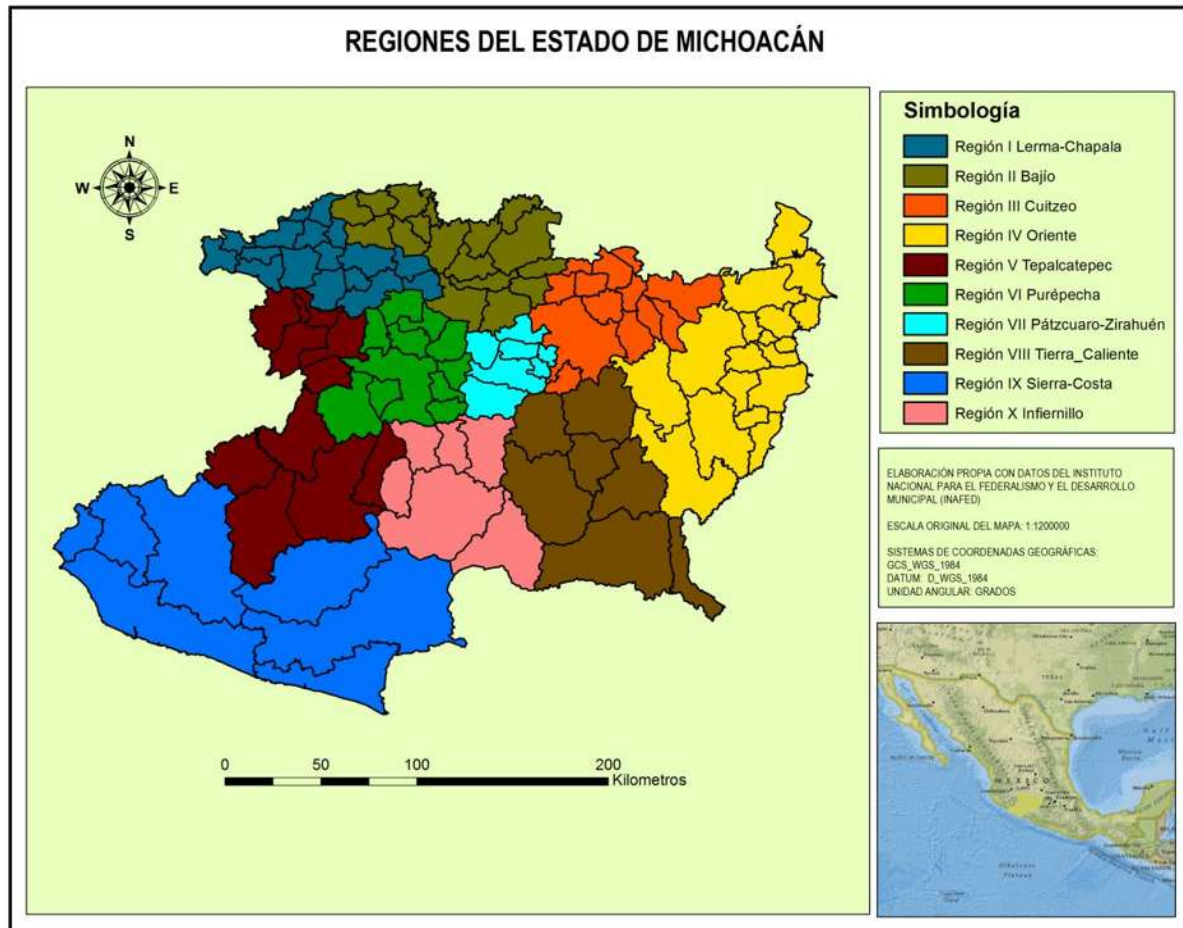 REGIONES DEL ESTADO DE MICHOACÁN
N
W E
S
0 50 100 200
Kilometros
Simbología
Región I Lerma-Chapala
Región II Bajío
Región III Cuitzeo
Región IV Oriente
Región V Tepalcatepec
Región VI Purépecha
Región VII Pátzcuaro-Zirahuén
Región VIII Tierra_Caliente
Región IX Sierra-Costa
Región X Infiernillo
ELABORACIÓN PROPIA CON DATOS DEL INSTITUTO
NACIONAL PARA EL FEDERALISMO Y EL DESARROLLO
MUNICIPAL (INAFED)
ESCALA ORIGINAL DEL MAPA: 1:1200000
SISTEMAS DE COORDENADAS GEOGRÁFICAS:
GCS_WGS_1984
DATUM: D_WGS_1984
UNIDAD ANGULAR: GRADOS
TEXAS
MEXICO